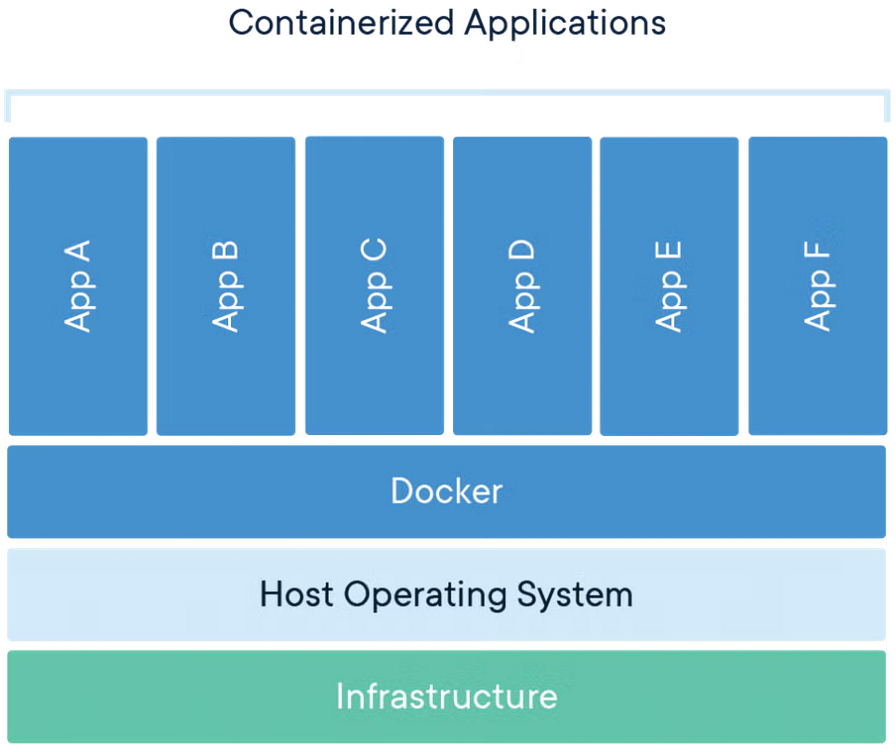 Containerized Applications
App A
App B
App C
App D
App E
App F
Docker
Host Operating System
Infrastructure